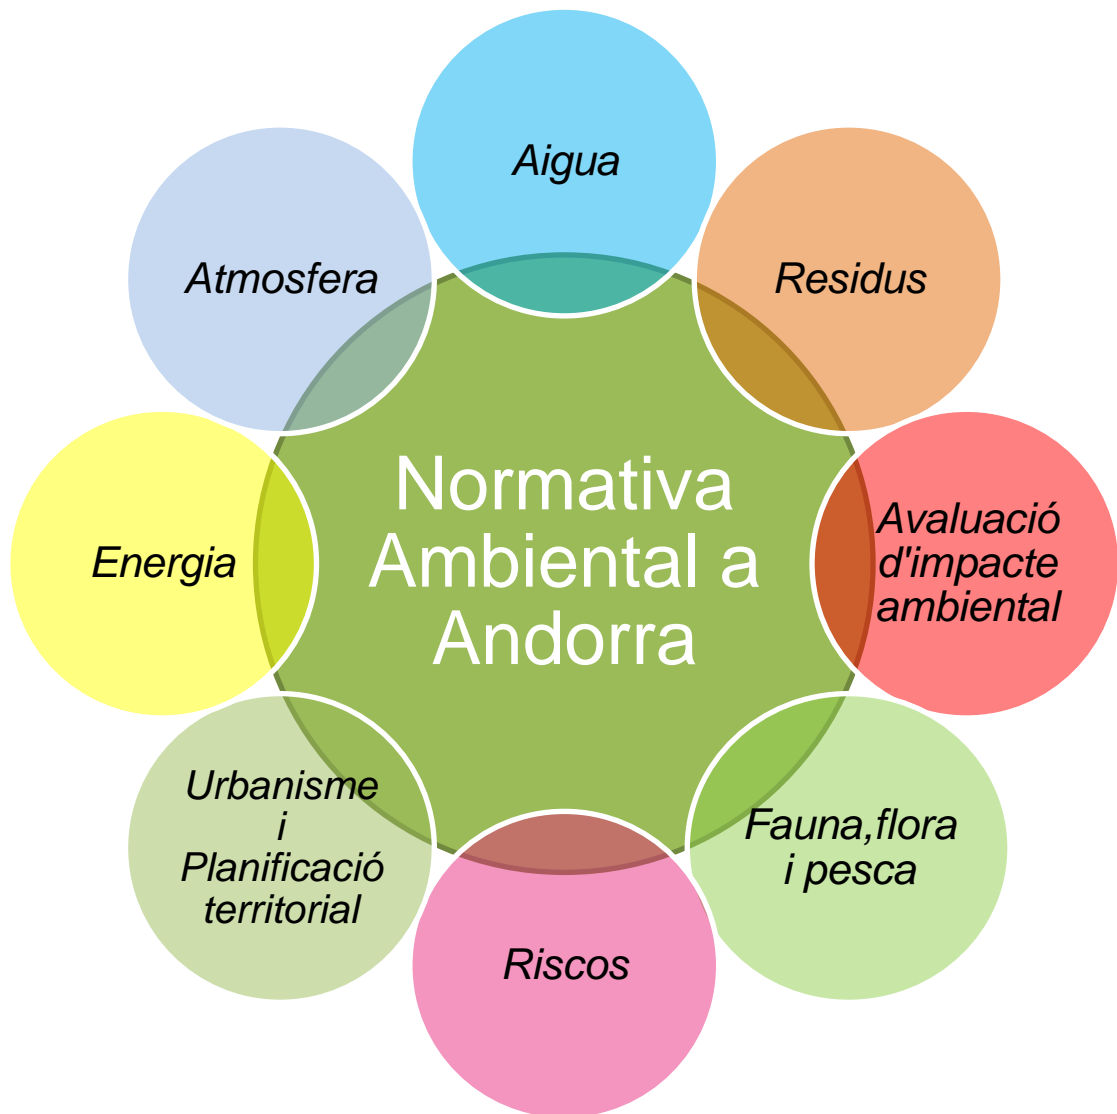 Aigua
Residus
Avaluació
d'impacte
ambiental
Fauna,flora
i pesca
Riscos
Urbanisme
i
Planificació
territorial
Energia
Atmosfera
Normativa
Ambiental a
Andorra